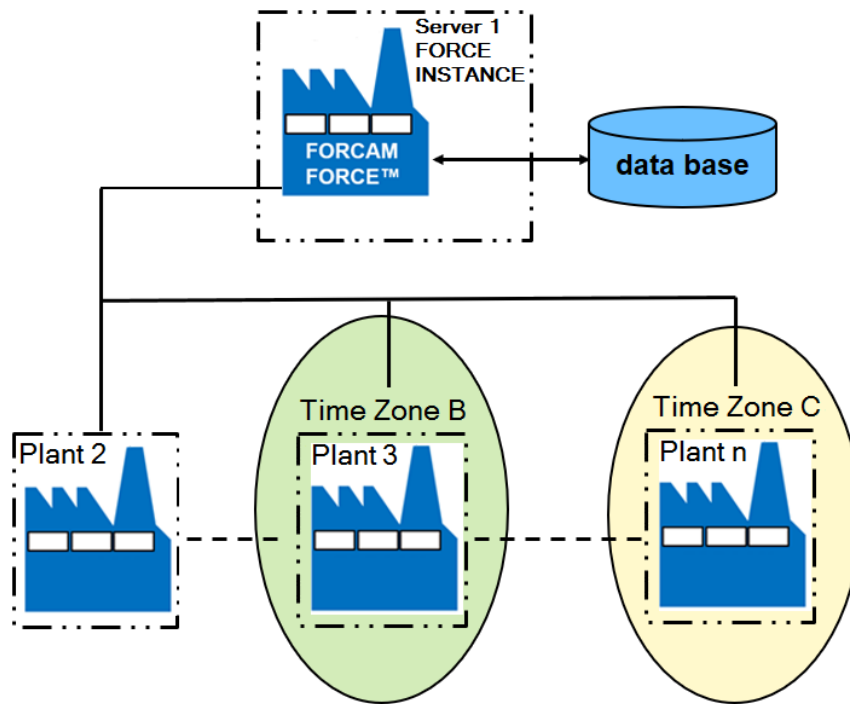 Server 1
FORCE
INSTANCE
FORCAM
FORCE™
data base
Time Zone B
Time Zone C
Plant 2
Plant 3
Plant n